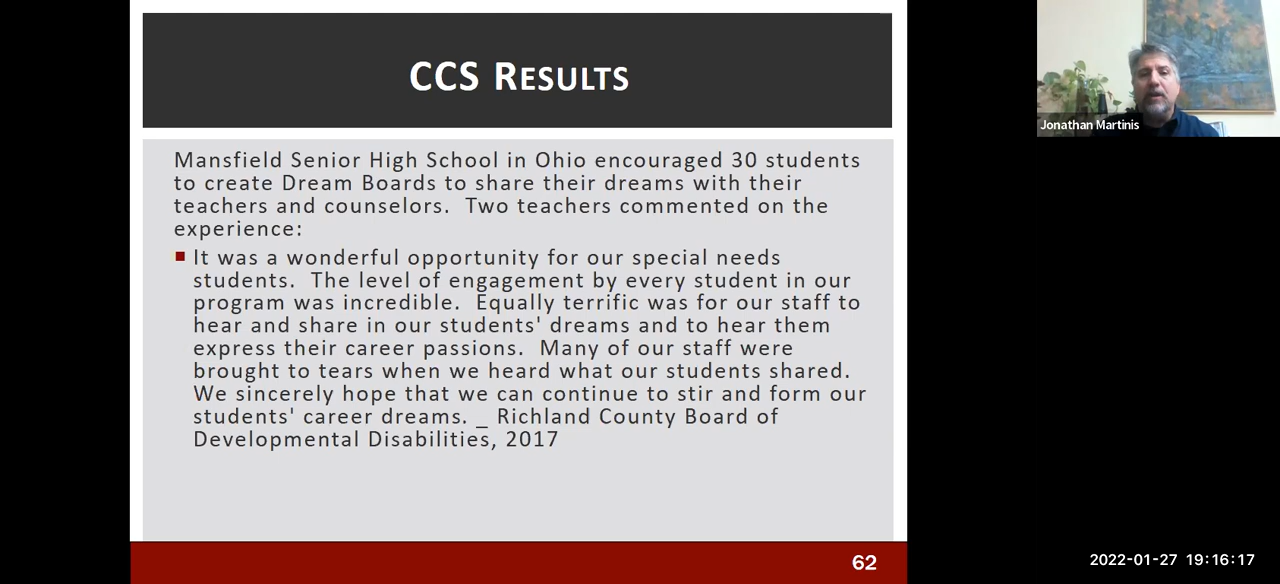 CCS RESULTS
Mansfield Senior High School in Ohio encouraged 30 students
to create Dream Boards to share their dreams with their
teachers and counselors.  Two teachers commented on the
experience:
It was a wonderful opportunity for our special needs
students.  The level of engagement by every student in our
program was incredible.  Equally terrific was for our staff to
hear and share in our students' dreams and to hear them
express their career passions.  Many of our staff were
brought to tears when we heard what our students shared.
We sincerely hope that we can continue to stir and form our
students' career dreams. _ Richland County Board of
Developmental Disabilities, 2017
62
Jonathan Martinis
2022-01-27 19:16:17